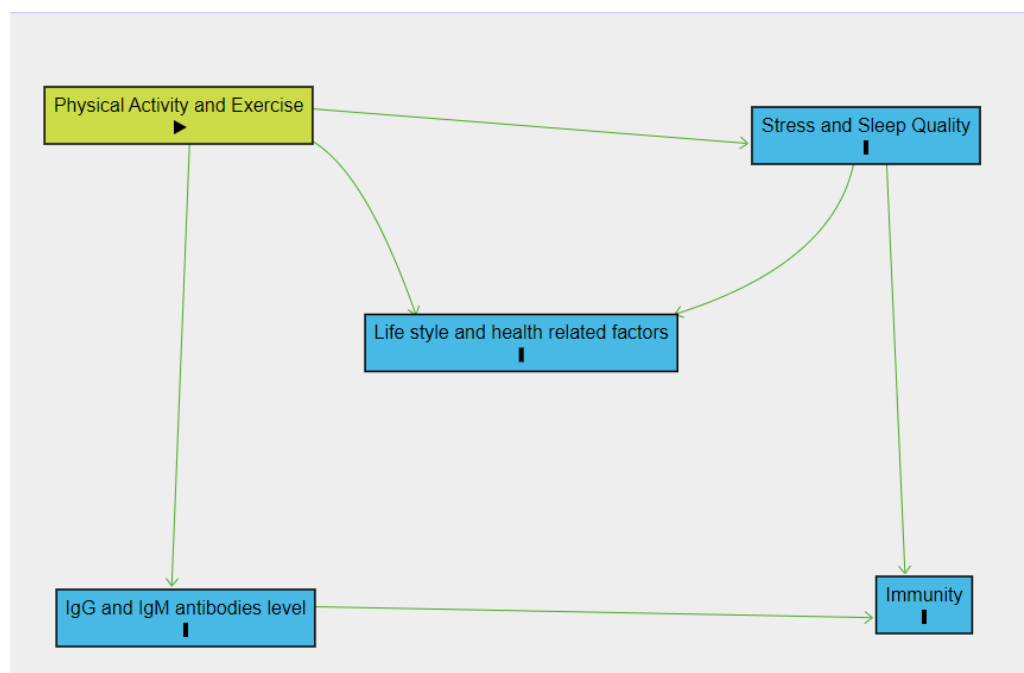 Physical Activity and Exercise
Stress and Sleep Quality
Life style and health related factors
IgG and IgM antibodies level
Immunity